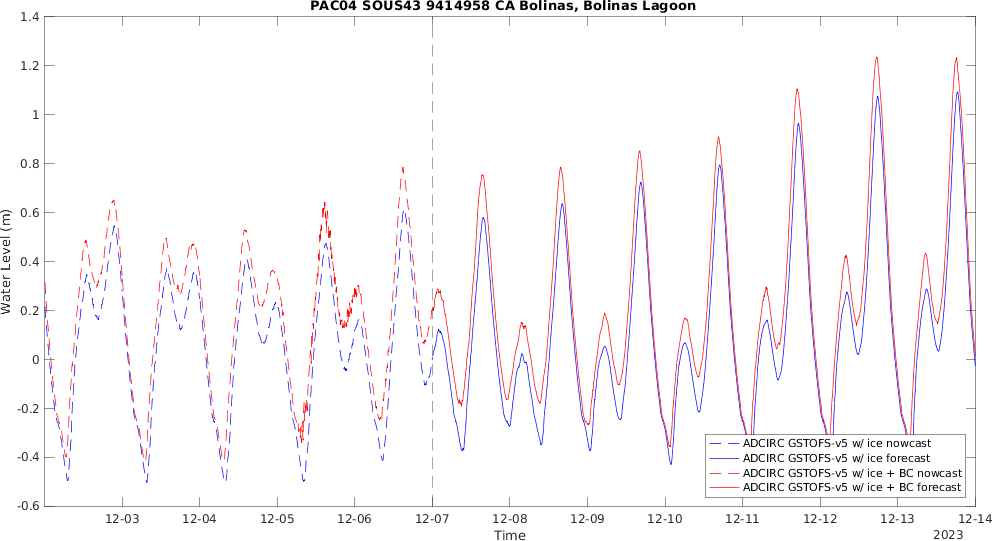 PAC04 SOUS43 9414958 CA Bolinas, Bolinas Lagoon
1.4
1.2
1
0.8
0.6
0.4
0.2
0
-0.2
-0.4
-0.6
Water Level (m)
ADCIRC GSTOFS-v5 w/ ice nowcast
ADCIRC GSTOFS-v5 w/ ice forecast
ADCIRC GSTOFS-v5 w/ ice + BC nowcast
ADCIRC GSTOFS-v5 w/ ice + BC forecast
12-03 12-04 12-05 12-06 12-07 12-08 12-09 12-10 12-11 12-12 12-13 12-14
Time
2023